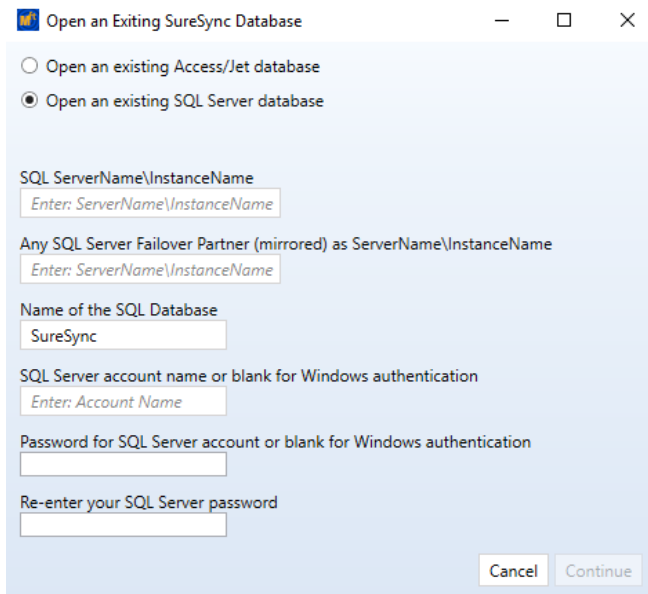 Open an Exiting SureSync Database
Open an existing Access/Jet database
Open an existing SQL Server database
SQL ServerName\InstanceName
Enter: ServerName\InstanceName
Any SQL Server Failover Partner (mirrored) as ServerName\InstanceName
Enter: ServerName\InstanceName
Name of the SQL Database
SureSync
SQL Server account name or blank for Windows authentication
Enter: Account Name
Password for SQL Server account or blank for Windows authentication
Re-enter your SQL Server password
Cancel Continue